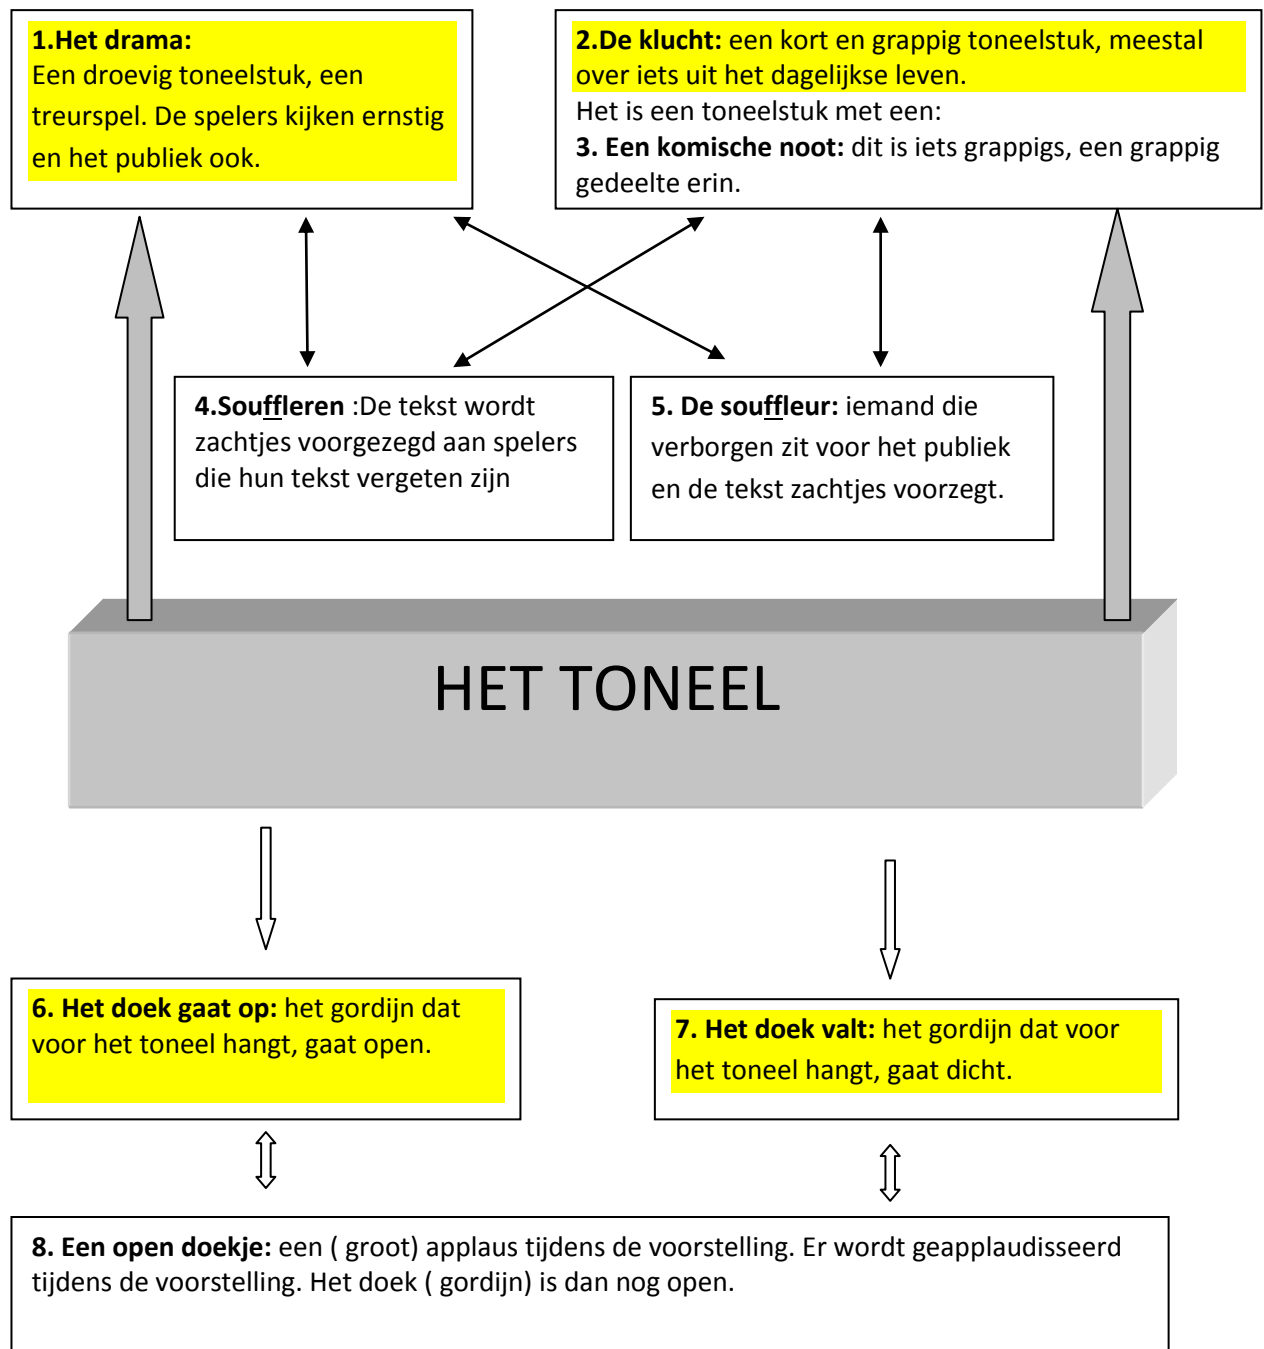 1.Het drama:
Een droevig toneelstuk, een
treurspel. De spelers kijken ernstig
en het publiek ook.
2.De klucht: een kort en grappig toneelstuk, meestal
over iets uit het dagelijkse leven.
Het is een toneelstuk met een:
3. Een komische noot: dit is iets grappigs, een grappig
gedeelte erin.
4.Souffleren :De tekst wordt
zachtjes voorgezegd aan spelers
die hun tekst vergeten zijn
5. De souffleur: iemand die
verborgen zit voor het publiek
en de tekst zachtjes voorzegt.
HET TONEEL
6. Het doek gaat op: het gordijn dat
voor het toneel hangt, gaat open.
7. Het doek valt: het gordijn dat voor
het toneel hangt, gaat dicht.
8. Een open doekje: een ( groot) applaus tijdens de voorstelling. Er wordt geapplaudisseerd
tijdens de voorstelling. Het doek ( gordijn) is dan nog open.